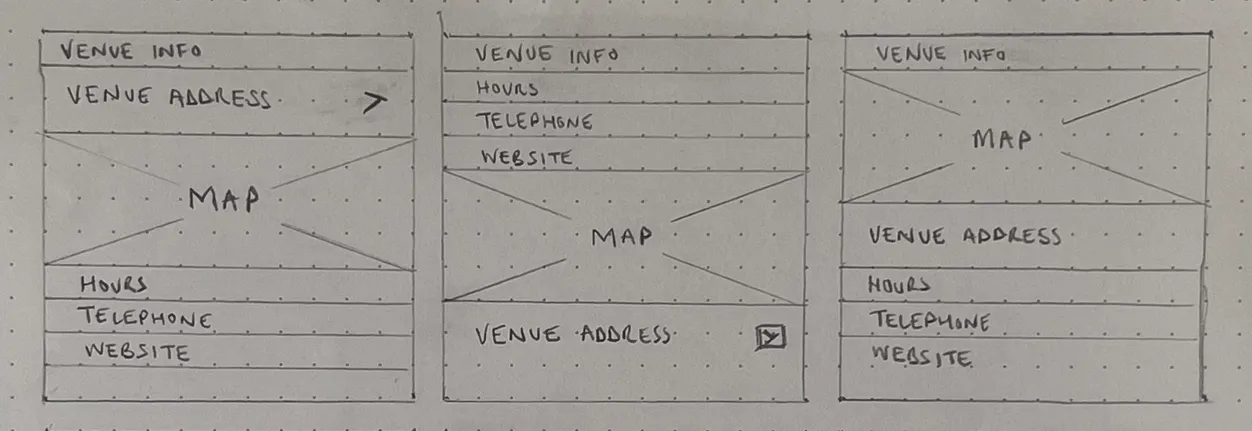 VENUE INFO
VENUE ADDRESS
MAP
HOURS
TELEPHONE
WEBSITE
VENUE INFO
HOURS
TELEPHONE
WEBSITE
MAP
VENUE ADDRESS
VENUE INFO
MAP
VENUE ADDRESS
HOURS
TELEPHONE
WEBSITE